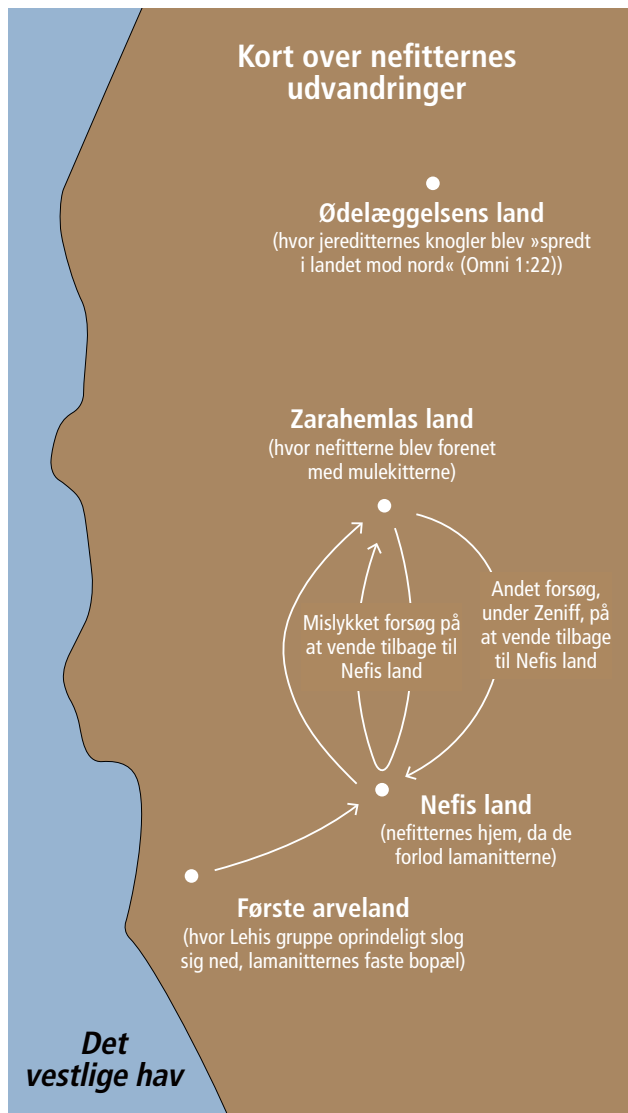 Kort over nefitternes
udvandringer
Ødelæggelsens land
(hvor jereditternes knogler blev »spredt
i landet mod nord« (Omni 1:22))
Zarahemlas land
(hvor nefitterne blev forenet
med mulekitterne)
Mislykket forsøg på
at vende tilbage til
Nefis land
Andet forsøg,
under Zeniff, på
at vende tilbage
til Nefis land
Nefis land
(nefitternes hjem, da de
forlod lamanitterne)
Første arveland
(hvor Lehis gruppe oprindeligt slog
sig ned, lamanitternes faste bopæl)
Det
vestlige hav